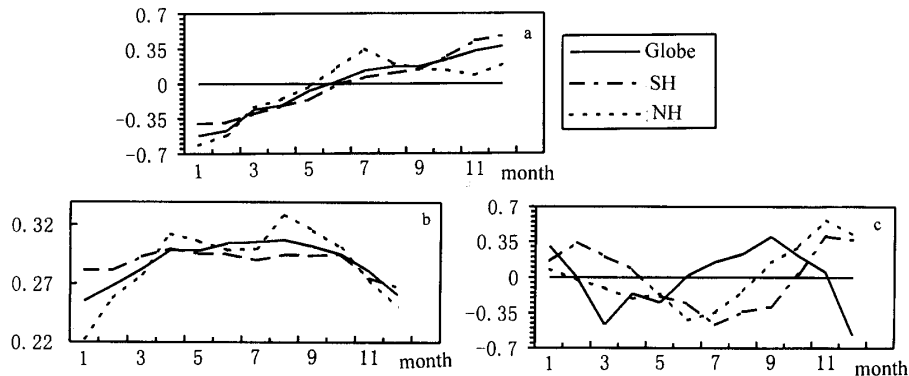 0.7
a
0.35
0
-0.35
-0.7
1 3 5 7 9 11 month
Globe
SH
NH
0.32
b
0.27
0.22
1 3 5 7 9 11 month
0.7
c
0.35
0
-0.35
-0.7
1 3 5 7 9 11 month